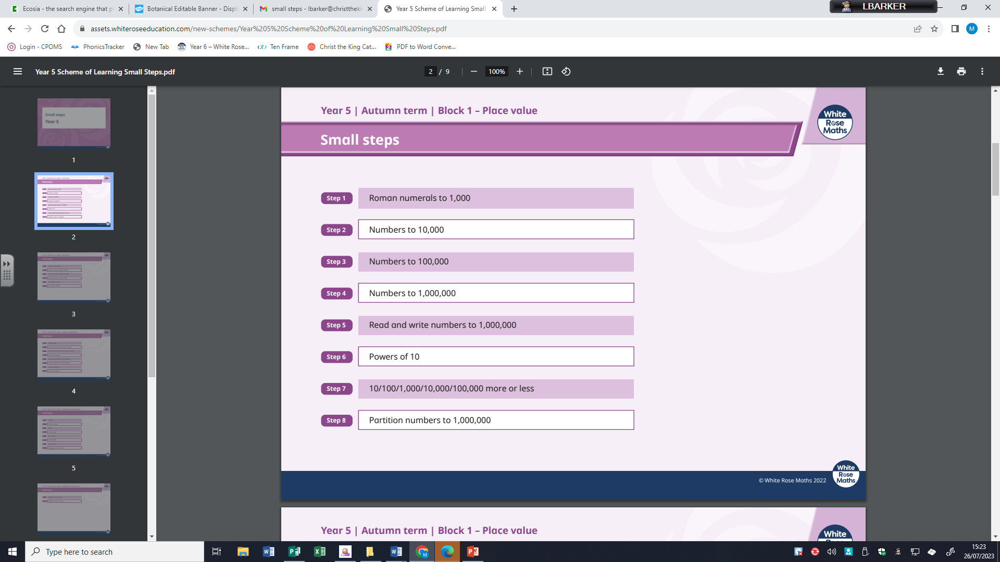 Ecosia - the search engine that p
Botanical Editable Banner - Displ
small steps - lbarker@christtheki
Year 5 Scheme of Learning Small
LBARKER
assets.whiteroseeducation.com/new-schemes/Year%205%20Scheme%20of%20Learning%20Small%20Steps.pdf
M
Login - CPOMS
PhonicsTracker
New Tab
Year 6 – White Rose...
Ten Frame
Christ the King Cat...
PDF to Word Conve...
Year 5 Scheme of Learning Small Steps.pdf
2 / 9
100%
Small steps
Year 5
1
2
3
4
5
Year 5 | Autumn term | Block 1 – Place value
White
Rose
Maths
Small steps
Step 1 Roman numerals to 1,000
Step 2 Numbers to 10,000
Step 3 Numbers to 100,000
Step 4 Numbers to 1,000,000
Step 5 Read and write numbers to 1,000,000
Step 6 Powers of 10
Step 7 10/100/1,000/10,000/100,000 more or less
Step 8 Partition numbers to 1,000,000
© White Rose Maths 2022
White
Rose
Maths
Year 5 | Autumn term | Block 1 – Place value
White
Type here to search
15:23
26/07/2023